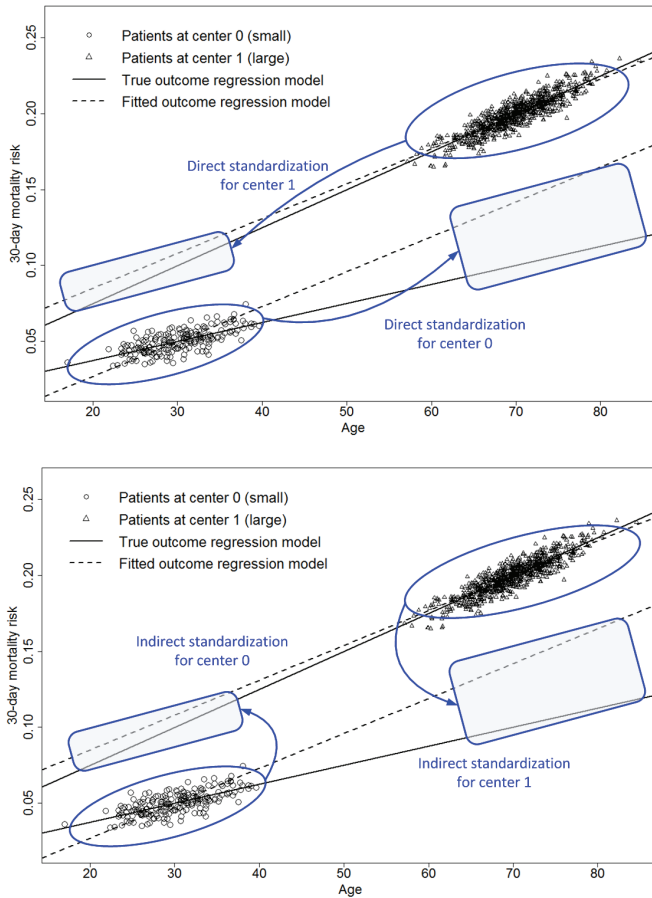 0.25
0.20
0.15
0.10
0.05
30-day mortality risk
Patients at center 0 (small)
Patients at center 1 (large)
True outcome regression model
Fitted outcome regression model
Direct standardization
for center 1
Direct standardization
for center 0
20 30 40 50 60 70 80
Age
0.25
0.20
0.15
0.10
0.05
30-day mortality risk
Patients at center 0 (small)
Patients at center 1 (large)
True outcome regression model
Fitted outcome regression model
Indirect standardization
for center 0
Indirect standardization
for center 1
20 30 40 50 60 70 80
Age